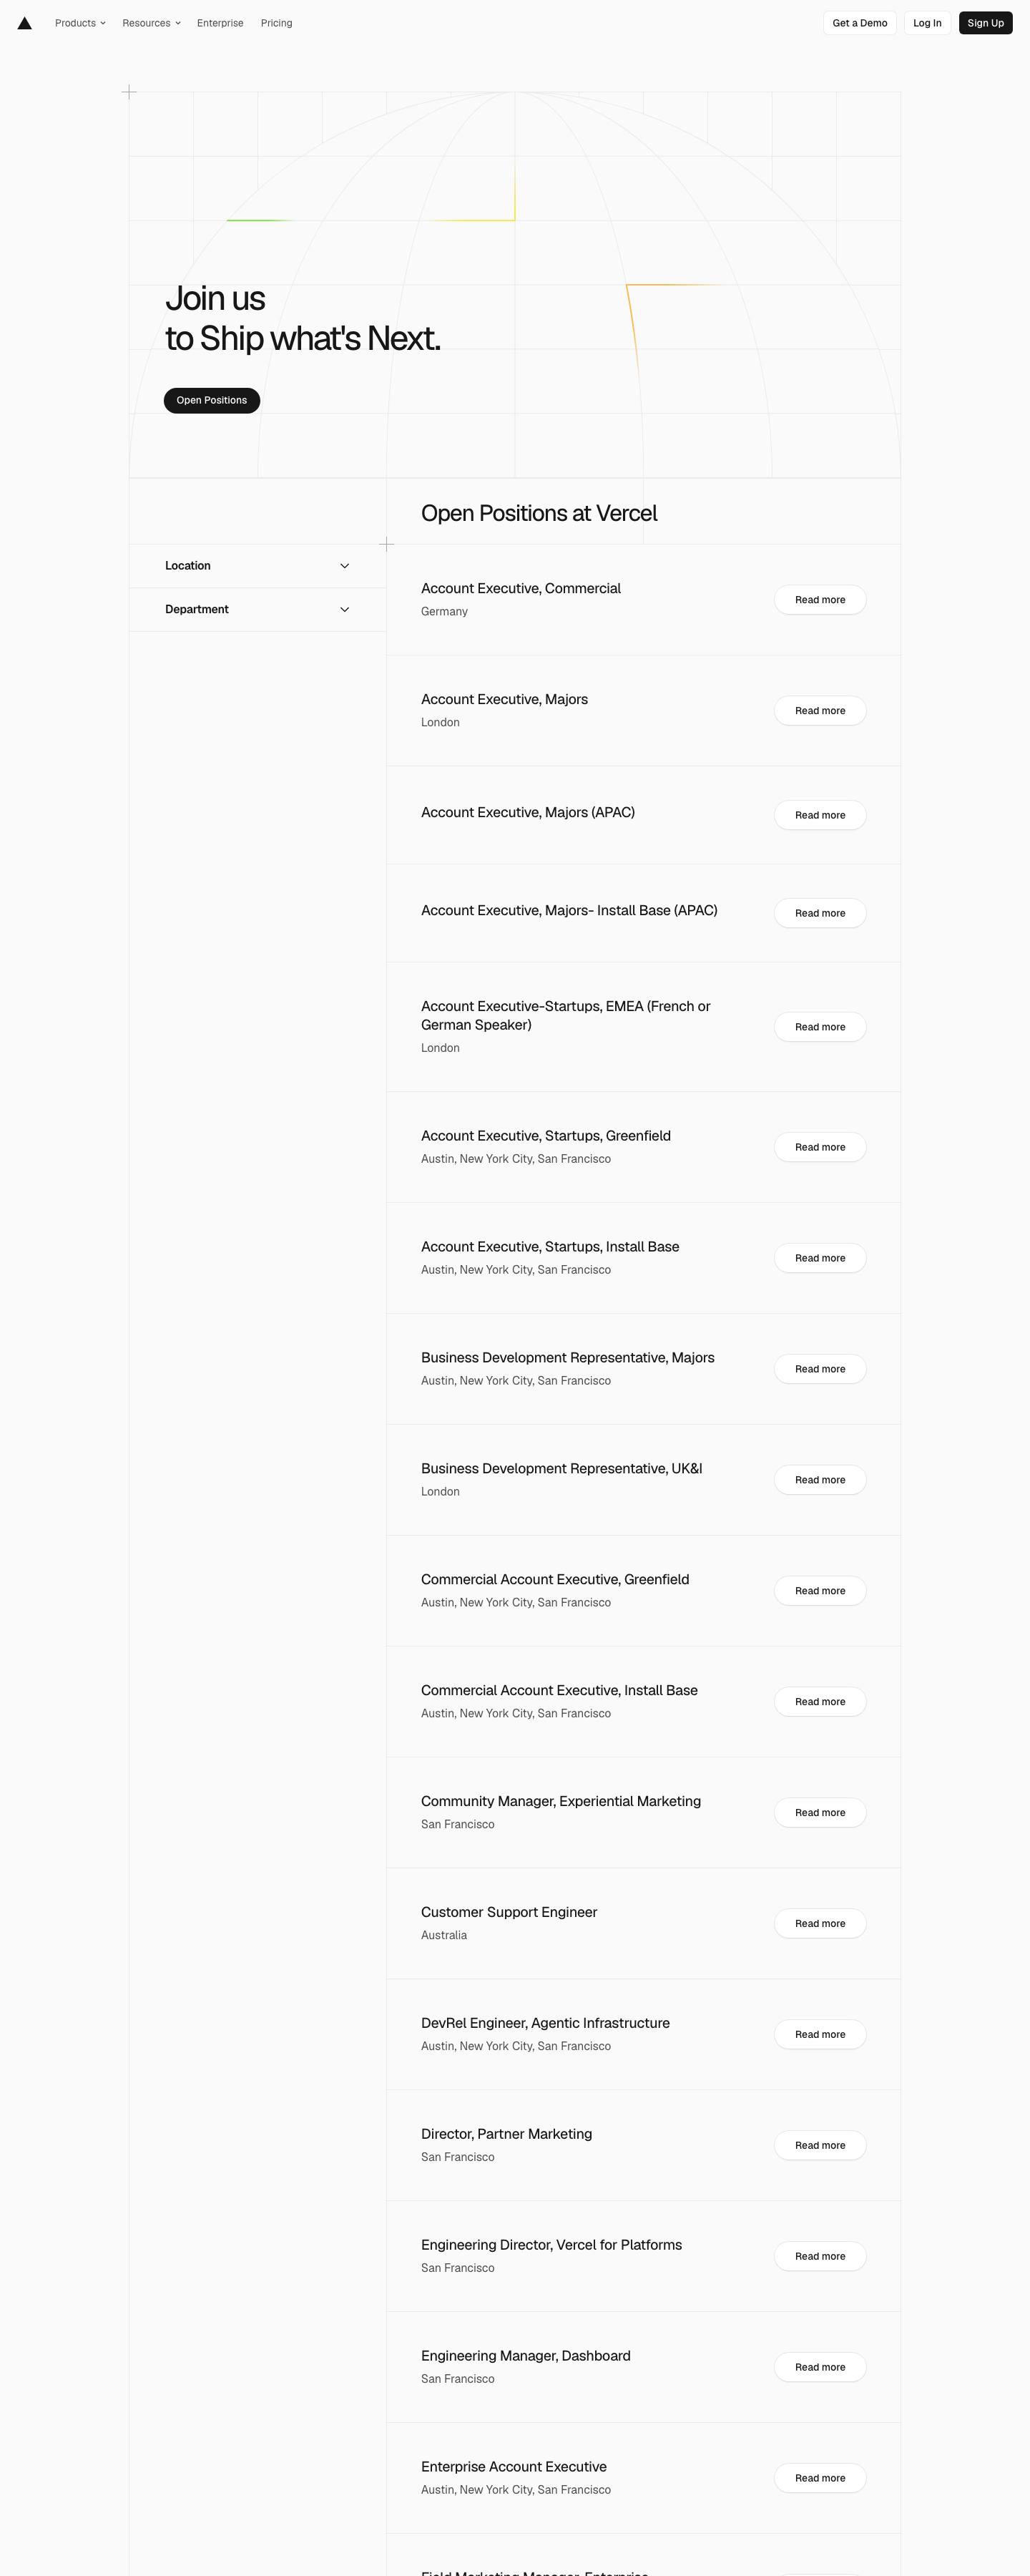 Products
Resources
Enterprise
Pricing
Get a Demo
Log In
Sign Up
Join us
to Ship what's Next.
Open Positions
Open Positions at Vercel
Location
Department
Account Executive, Commercial
Germany
Read more
Account Executive, Majors
London
Read more
Account Executive, Majors (APAC)
Read more
Account Executive, Majors- Install Base (APAC)
Read more
Account Executive-Startups, EMEA (French or
German Speaker)
London
Read more
Account Executive, Startups, Greenfield
Austin, New York City, San Francisco
Read more
Account Executive, Startups, Install Base
Austin, New York City, San Francisco
Read more
Business Development Representative, Majors
Austin, New York City, San Francisco
Read more
Business Development Representative, UK&I
London
Read more
Commercial Account Executive, Greenfield
Austin, New York City, San Francisco
Read more
Commercial Account Executive, Install Base
Austin, New York City, San Francisco
Read more
Community Manager, Experiential Marketing
San Francisco
Read more
Customer Support Engineer
Australia
Read more
DevRel Engineer, Agentic Infrastructure
Austin, New York City, San Francisco
Read more
Director, Partner Marketing
San Francisco
Read more
Engineering Director, Vercel for Platforms
San Francisco
Read more
Engineering Manager, Dashboard
San Francisco
Read more
Enterprise Account Executive
Austin, New York City, San Francisco
Read more
Field Marketing Manager, Enterprise